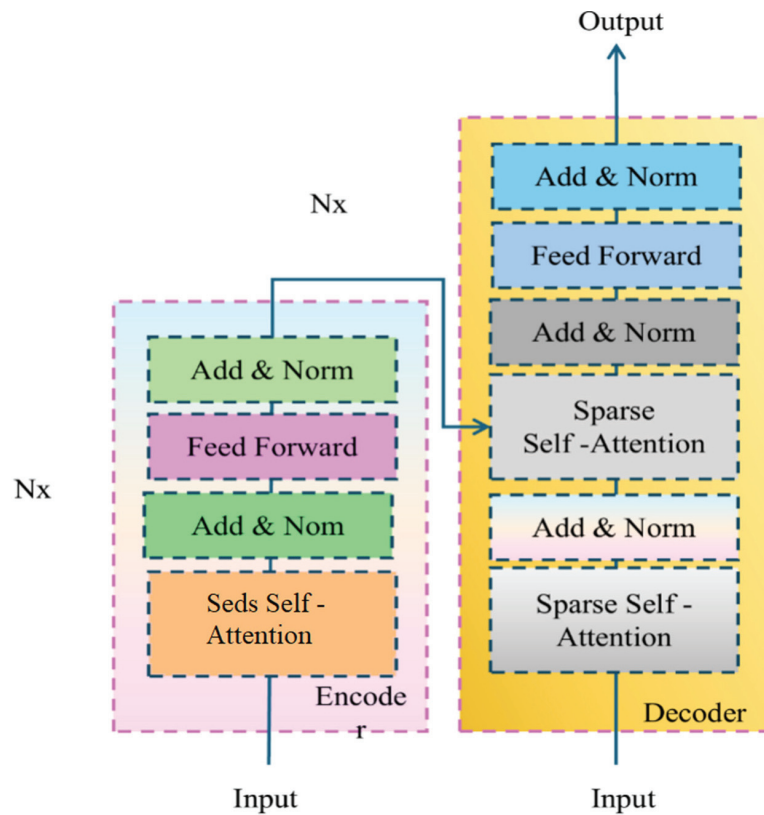 Output
Add & Norm
Nx
Feed Forward
Add & Norm
Add & Norm
Sparse
Self -Attention
Feed Forward
Nx
Add & Nom
Add & Norm
Seds Self -
Attention
Sparse Self -
Attention
Encode
r
Decoder
Input
Input